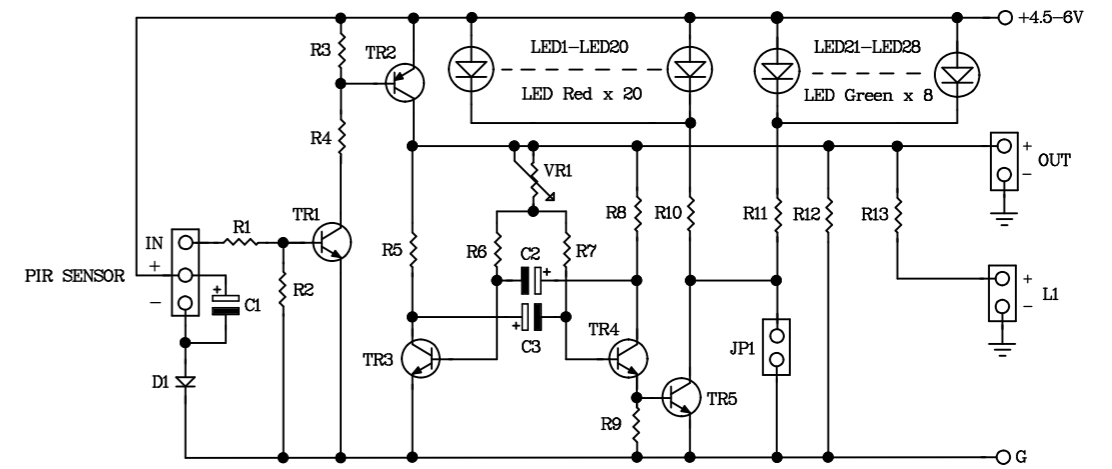 +4.5-6V
R3
TR2
LED1-LED20
LED21-LED28
LED Red x 20
LED Green x 8
R4
VR1
+
OUT
-
TR1
R1
IN
R5
R6
C2
+
R7
R8
R10
R11
R12
R13
PIR SENSOR
+
-
+
C1
R2
+
L1
-
+
C3
TR3
TR4
JP1
D1
TR5
R9
G